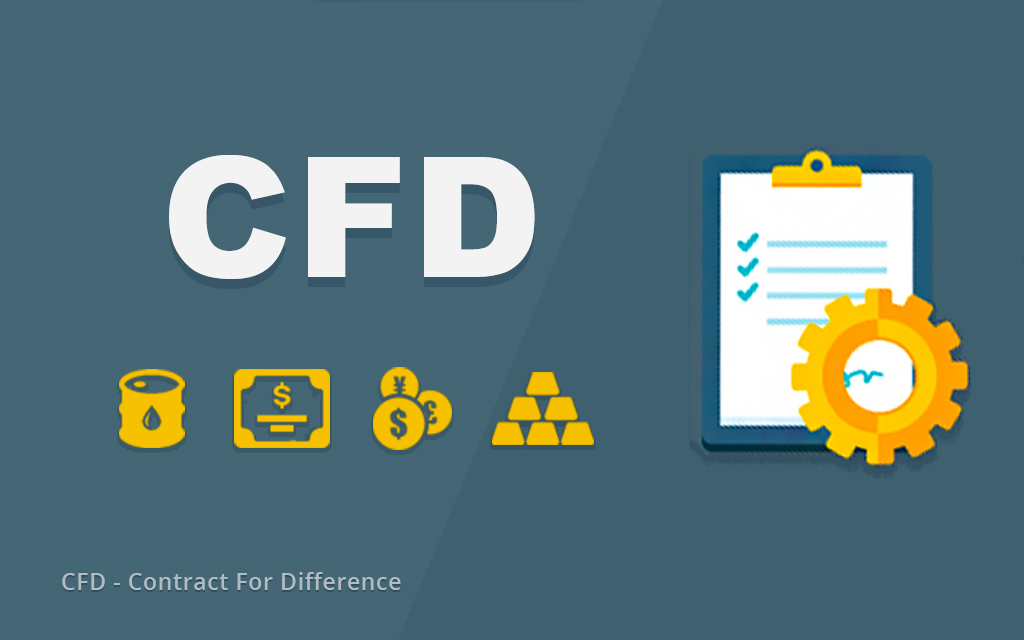 CFD
$
¥
$
£
CFD - Contract For Difference